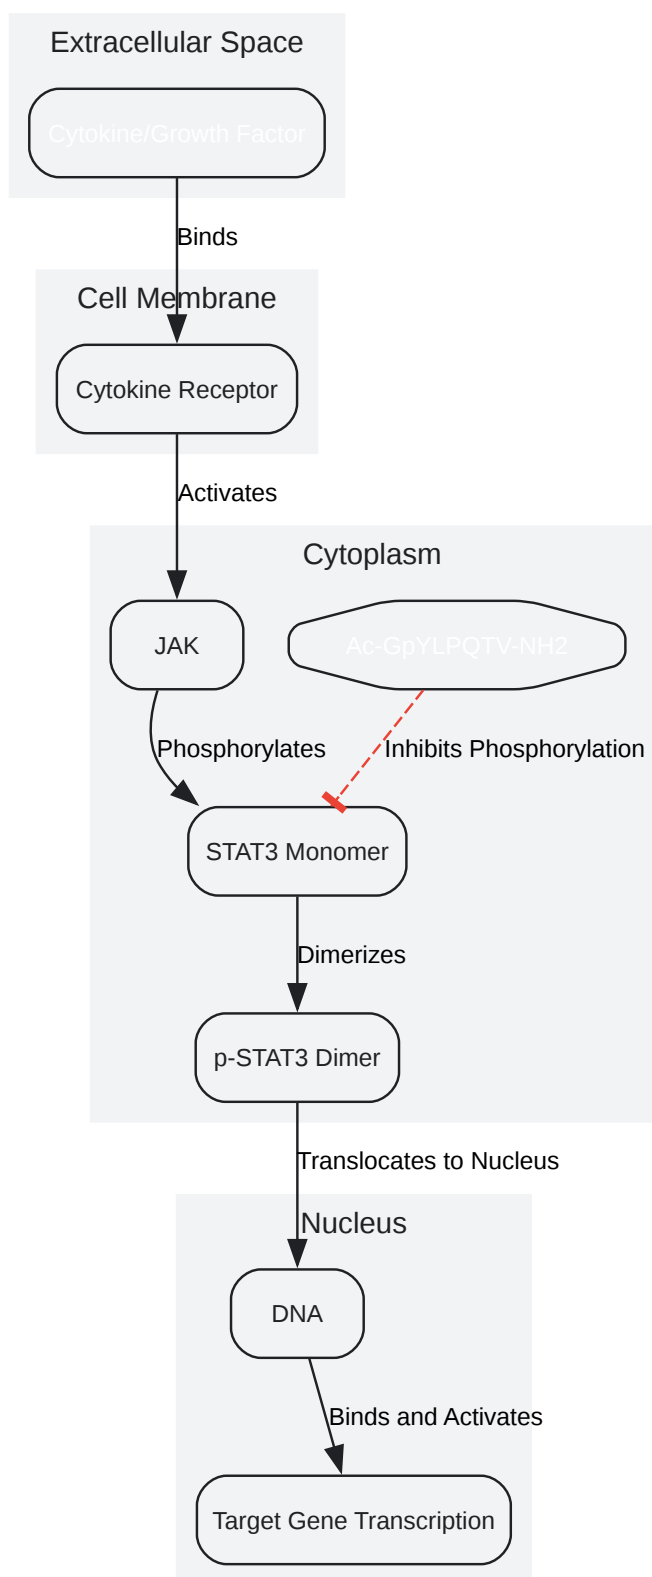 Extracellular Space
Cytokine/Growth Factor
Binds
Cell Membrane
Cytokine Receptor
Activates
Cytoplasm
JAK
Ac-GpYLPQTV-NH2
Phosphorylates
Inhibits Phosphorylation
STAT3 Monomer
Dimerizes
p-STAT3 Dimer
Translocates to Nucleus
Nucleus
DNA
Binds and Activates
Target Gene Transcription